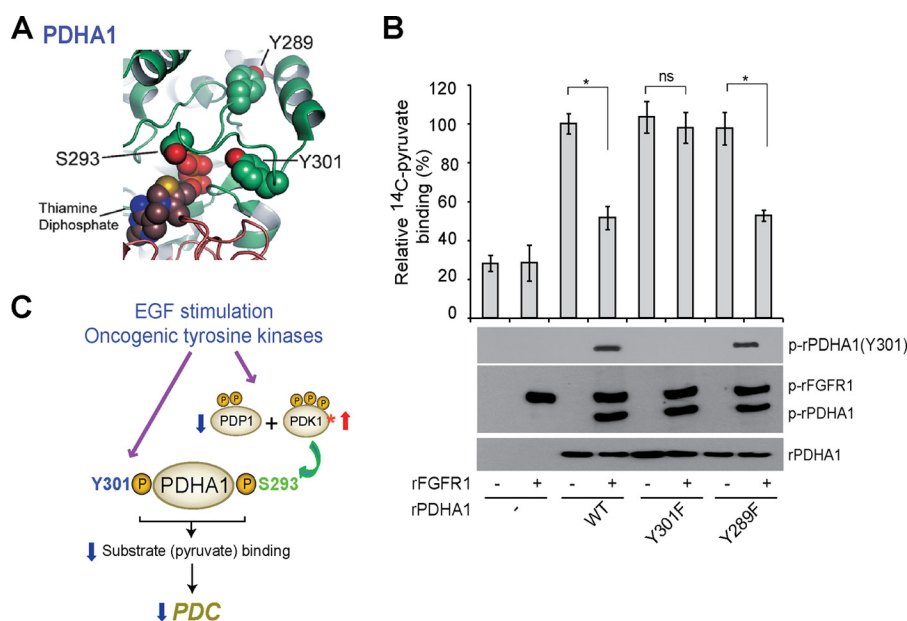 A
PDHA1
Y289
S293
Y301
Thiamine
Diphosphate
B
Relative 14C-pyruvate
binding (%)
120
100
80
60
40
20
0
*
ns
*
p-rPDHA1(Y301)
p-rFGFR1
p-rPDHA1
rPDHA1
rFGFR1 - + - + - + - +
rPDHA1 - WT Y301F Y289F
C
EGF stimulation
Oncogenic tyrosine kinases
P P P P P
PDP1 + PDK1 *
Y301 P PDHA1 P S293
Substrate (pyruvate) binding
PDC